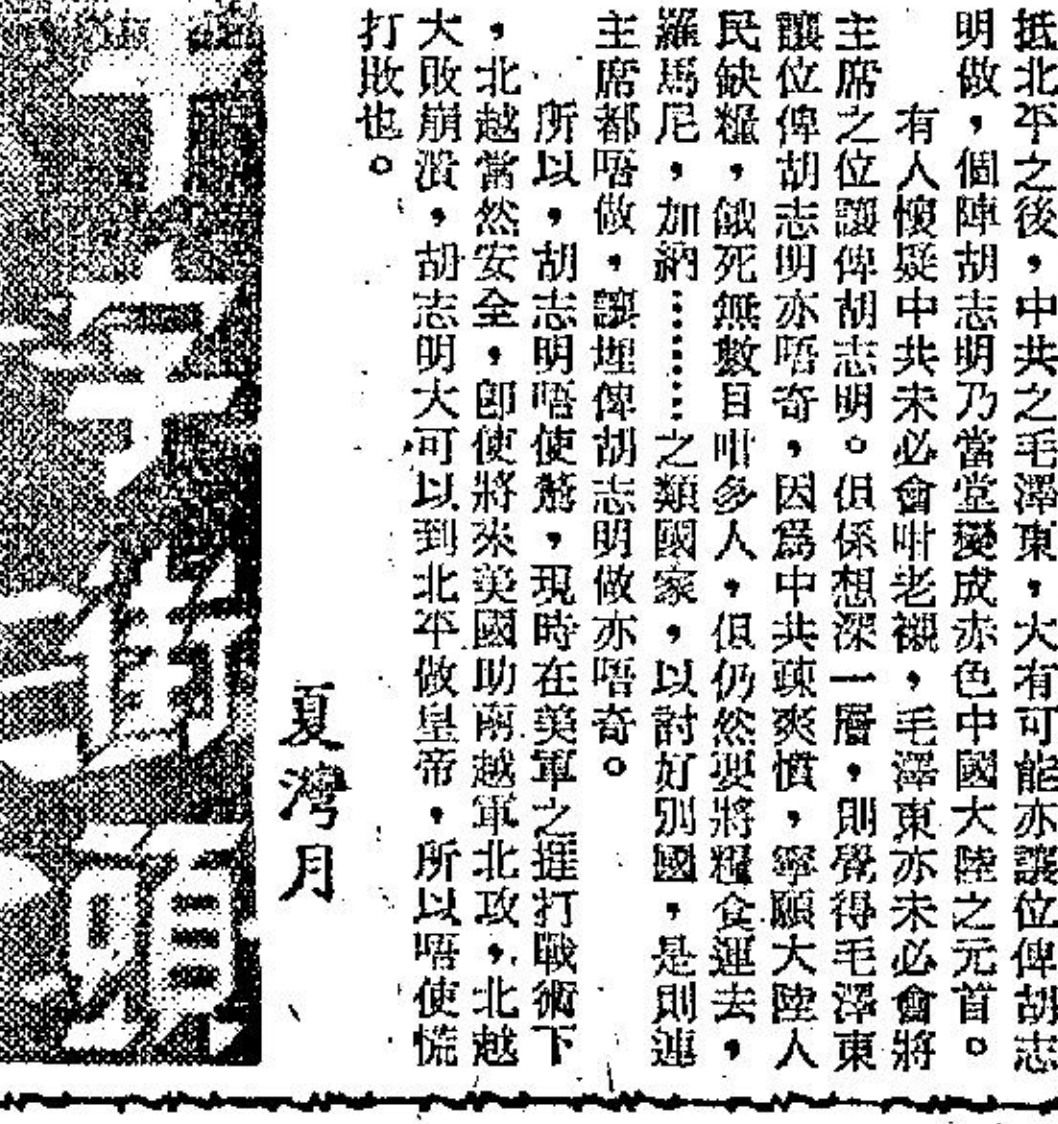 抵北平之後，中共之毛澤東，大有可能亦讓位俾胡志
明做，個陣胡志明乃當堂變成赤色中國大陸之元首。
有人懷疑中共未必會咁老襯，毛澤東亦未必會將
主席之位讓俾胡志明。但係想深一層，則覺得毛澤東
讓位俾胡志明亦唔奇，因爲中共疎爽慣，寧願大陸人
民缺糧，餓死無數目咁多人，但仍然要將糧食運去，
羅馬尼，加納……之類國家，以討好別國，是則連
主席都唔做，讓埋俾胡志明做亦唔奇。
所以，胡志明唔使驚，現時在美軍之捱打戰術下
，北越當然安全，卽使將來美國助南越軍北攻，北越
大敗崩潰，胡志明大可以到北平做皇帝，所以唔使慌
打敗也。
夏灣月
十字街頭